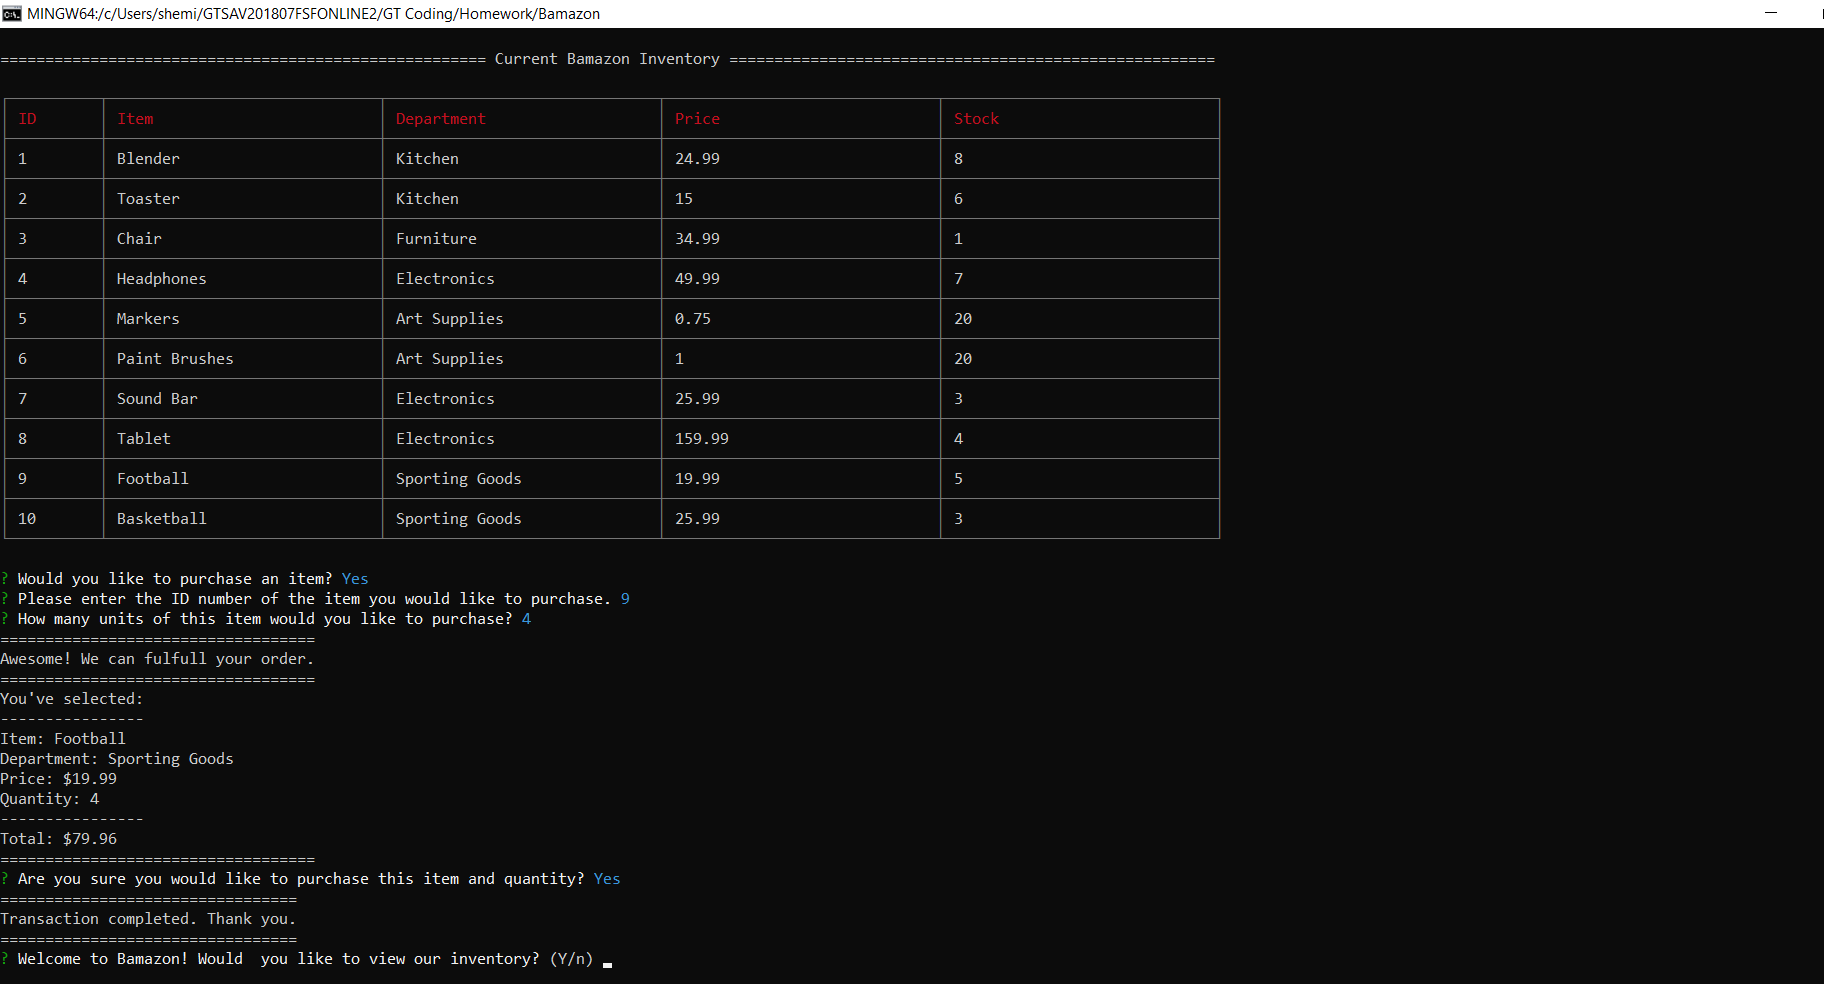 MINGW64:/c/Users/shemi/GTSAV201807FSFONLINE2/GT Coding/Homework/Bamazon
====================================================== Current Bamazon Inventory ======================================================
ID Item Department Price Stock
1 Blender Kitchen 24.99 8
2 Toaster Kitchen 15 6
3 Chair Furniture 34.99 1
4 Headphones Electronics 49.99 7
5 Markers Art Supplies 0.75 20
6 Paint Brushes Art Supplies 1 20
7 Sound Bar Electronics 25.99 3
8 Tablet Electronics 159.99 4
9 Football Sporting Goods 19.99 5
10 Basketball Sporting Goods 25.99 3
? Would you like to purchase an item? Yes
? Please enter the ID number of the item you would like to purchase. 9
? How many units of this item would you like to purchase? 4
===================================
Awesome! We can fulfull your order.
===================================
You've selected:
----------------
Item: Football
Department: Sporting Goods
Price: $19.99
Quantity: 4
----------------
Total: $79.96
===================================
? Are you sure you would like to purchase this item and quantity? Yes
=================================
Transaction completed. Thank you.
=================================
? Welcome to Bamazon! Would  you like to view our inventory? (Y/n)